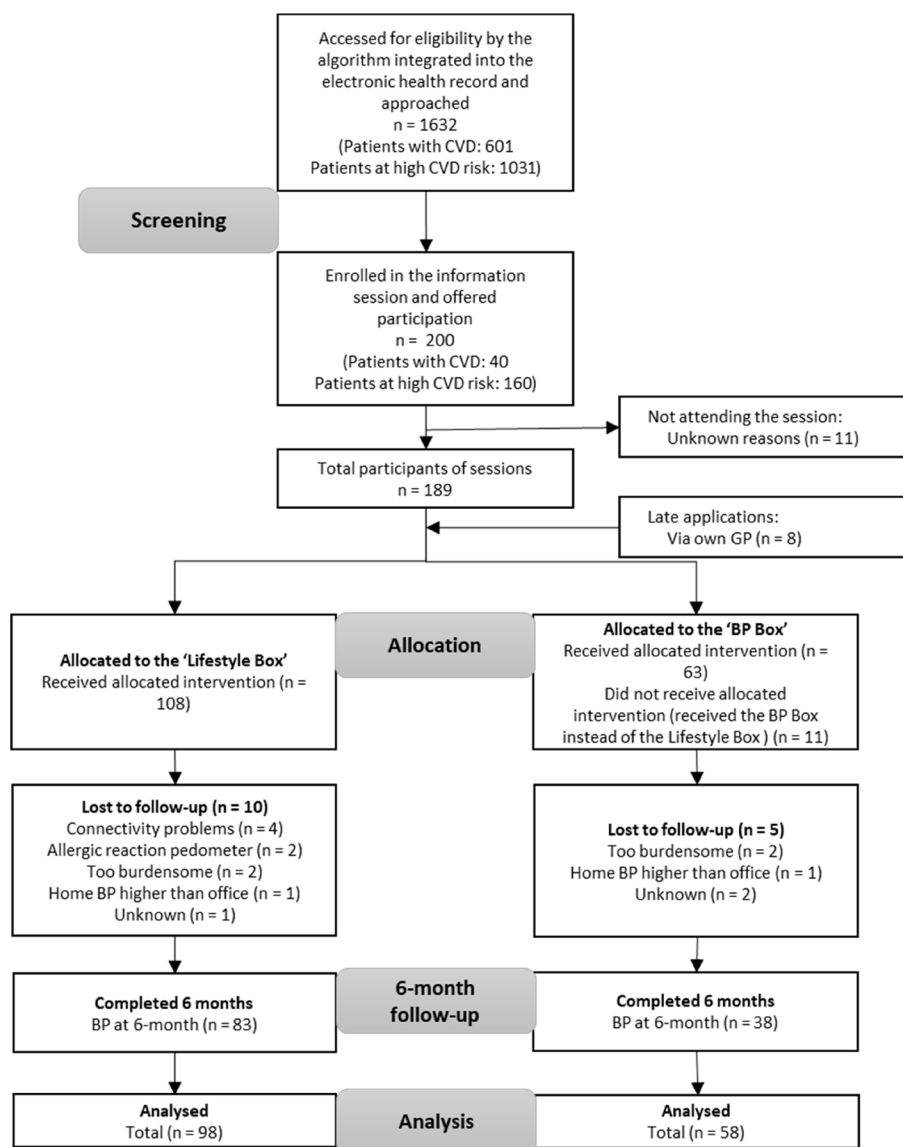 Accessed for eligibility by the
algorithm integrated into the
electronic health record and
approached
n = 1632
(Patients with CVD: 601
Patients at high CVD risk: 1031)
Screening
Enrolled in the information
session and offered
participation
n = 200
(Patients with CVD: 40
Patients at high CVD risk: 160)
Not attending the session:
Unknown reasons (n = 11)
Total participants of sessions
n = 189
Late applications:
Via own GP (n = 8)
Allocated to the ‘Lifestyle Box’
Received allocated intervention (n =
108)
Allocation
Allocated to the ‘BP Box’
Received allocated intervention (n =
63)
Did not receive allocated
intervention (received the BP Box
instead of the Lifestyle Box ) (n = 11)
Lost to follow-up (n = 10)
Connectivity problems (n = 4)
Allergic reaction pedometer (n = 2)
Too burdensome (n = 2)
Home BP higher than office (n = 1)
Unknown (n = 1)
Lost to follow-up (n = 5)
Too burdensome (n = 2)
Home BP higher than office (n = 1)
Unknown (n = 2)
Completed 6 months
BP at 6-month (n = 83)
6-month
follow-up
Completed 6 months
BP at 6-month (n = 38)
Analysed
Total (n = 98)
Analysis
Analysed
Total (n = 58)